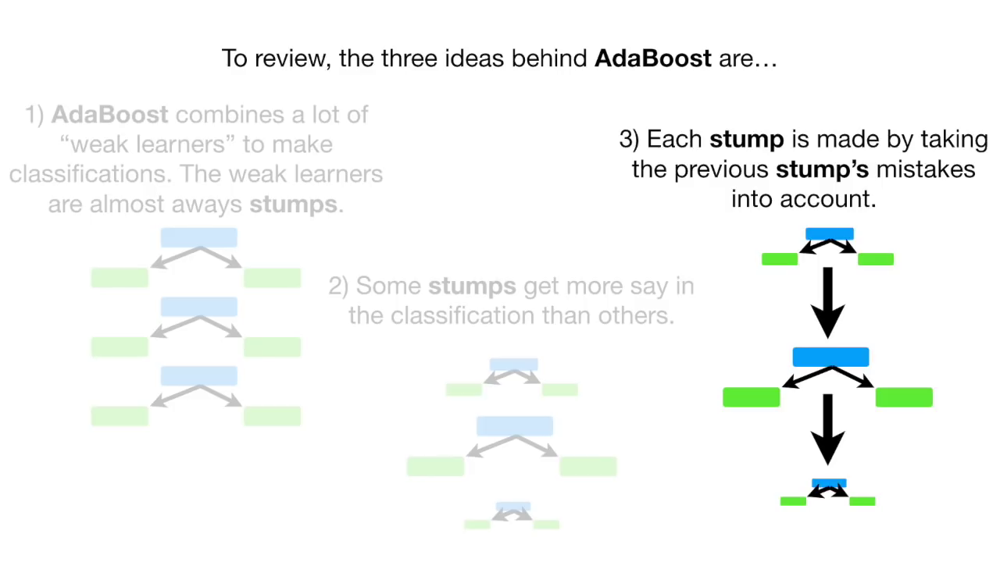 To review, the three ideas behind AdaBoost are…
1) AdaBoost combines a lot of
“weak learners” to make
classifications. The weak learners
are almost aways stumps.
2) Some stumps get more say in
the classification than others.
3) Each stump is made by taking
the previous stump’s mistakes
into account.